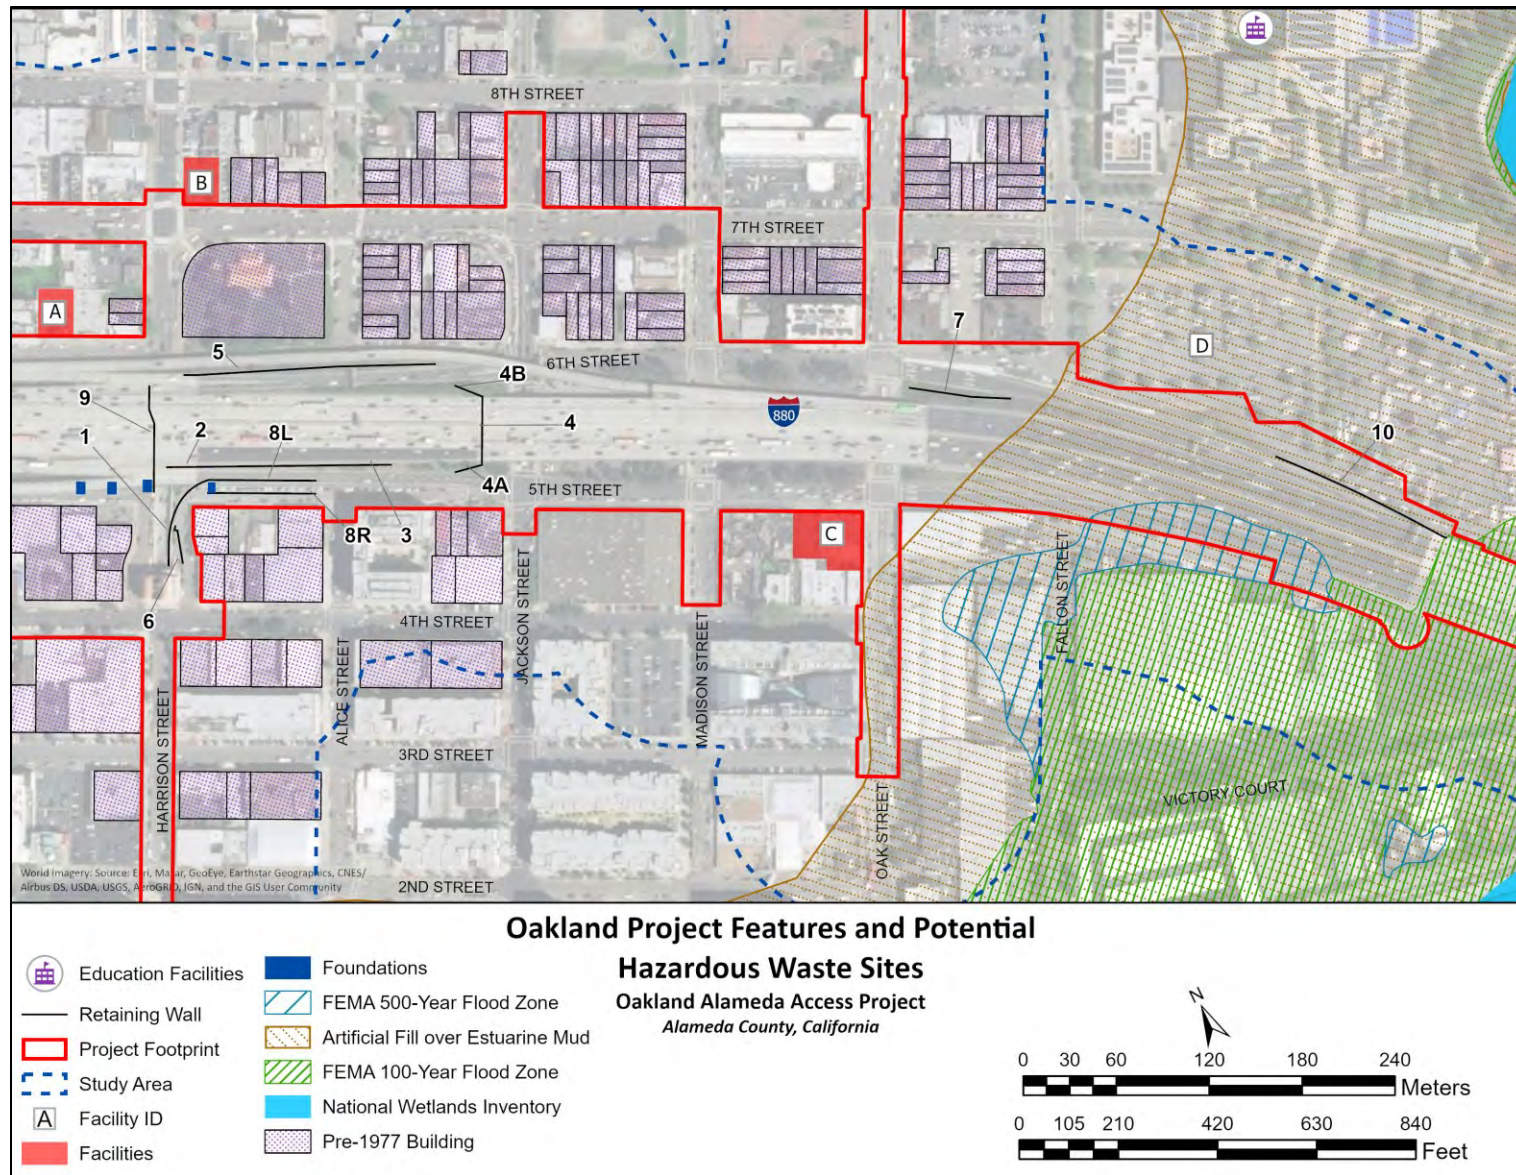 8TH STREET
B
7TH STREET
A
D
7
5
6TH STREET
4B
9
880
4
1
2
8L
10
4A
5TH STREET
8R
3
C
6
4TH STREET
HARRISON STREET
ALICE STREET
JACKSON STREET
MADISON STREET
OAK STREET
FALLON STREET
3RD STREET
VICTORY COURT
2ND STREET
World Imagery: Source: Esri, Maxar, GeoEye, Earthstar Geographics, CNES/
Airbus DS, USDA, USGS, AeroGRID, IGN, and the GIS User Community
Oakland Project Features and Potential
Hazardous Waste Sites
Oakland Alameda Access Project
Alameda County, California
Education Facilities
Retaining Wall
Project Footprint
Study Area
A Facility ID
Facilities
Foundations
FEMA 500-Year Flood Zone
Artificial Fill over Estuarine Mud
FEMA 100-Year Flood Zone
National Wetlands Inventory
Pre-1977 Building
N
0 30 60 120 180 240
Meters
0 105 210 420 630 840
Feet